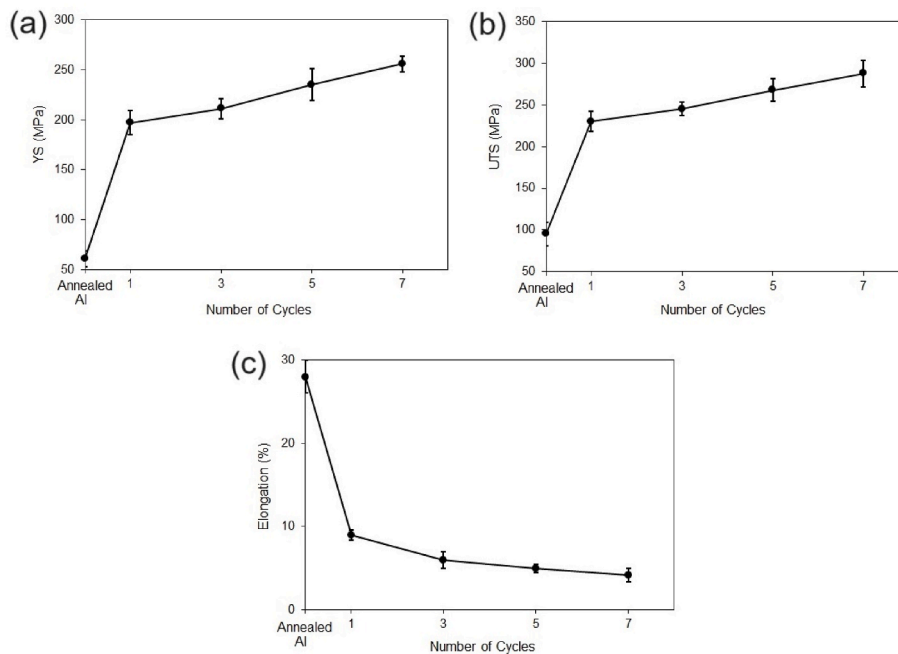 (a)
300
250
200
150
100
50
YS (MPa)
Annealed
Al
1
3
5
7
Number of Cycles
(b)
350
300
250
200
150
100
50
UTS (MPa)
Annealed
Al
1
3
5
7
Number of Cycles
(c)
30
20
10
0
Elongation (%)
Annealed
Al
1
3
5
7
Number of Cycles